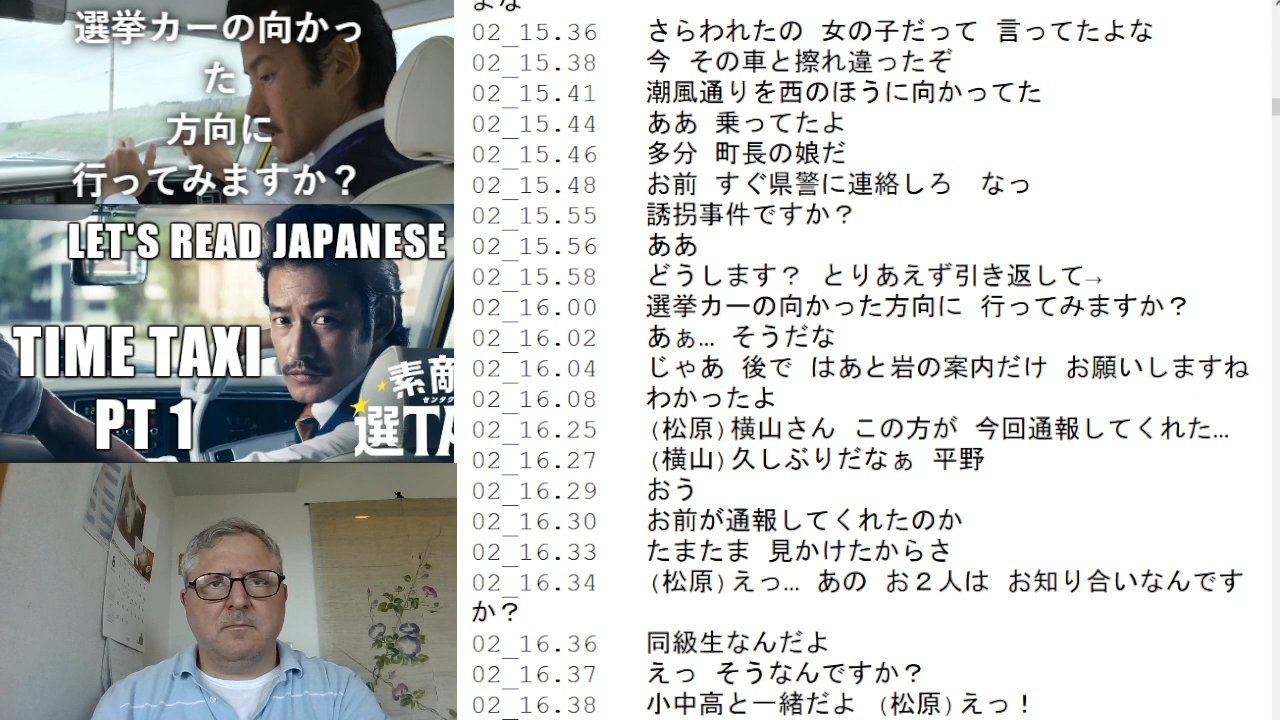 選挙カーの向かっ
た
方向に
行ってみますか？
LET'S READ JAPANESE
TIME TAXI
PT 1
素敵
センタク
選TA
02_15.36 さらわれたの 女の子だって 言ってたよな
02_15.38 今 その車と擦れ違ったぞ
02_15.41 潮風通りを西のほうに向かってた
02_15.44 ああ 乗ってたよ
02_15.46 多分 町長の娘だ
02_15.48 お前 すぐ県警に連絡しろ なっ
02_15.55 誘拐事件ですか？
02_15.56 ああ
02_15.58 どうします？ とりあえず引き返して→
02_16.00 選挙カーの向かった方向に 行ってみますか？
02_16.02 あぁ… そうだな
02_16.04 じゃあ 後で はあと岩の案内だけ お願いしますね
02_16.08 わかったよ
02_16.25 (松原)横山さん この方が 今回通報してくれた…
02_16.27 (横山)久しぶりだなぁ 平野
02_16.29 おう
02_16.30 お前が通報してくれたのか
02_16.33 たまたま 見かけたからさ
02_16.34 (松原)えっ… あの お２人は お知り合いなんです
か？
02_16.36 同級生なんだよ
02_16.37 えっ そうなんですか？
02_16.38 小中高と一緒だよ (松原)えっ！